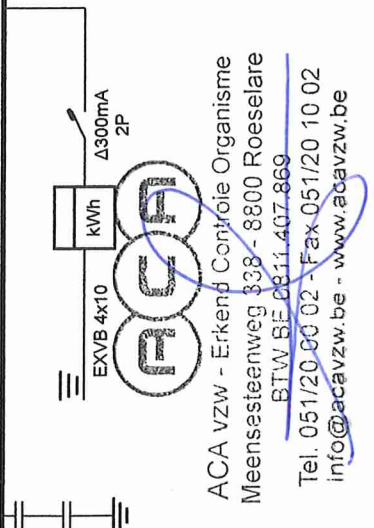 Δ300mA
2P
kWh
EXVB 4x10
ACA
ACA vzw - Erkend Controle Organisme
Meensesteenweg 338 - 8800 Roeselare
BTW BE 0811.407.869
Tel. 051/20 00 02 - Fax 051/20 10 02
info@acavzw.be - www.acavzw.be